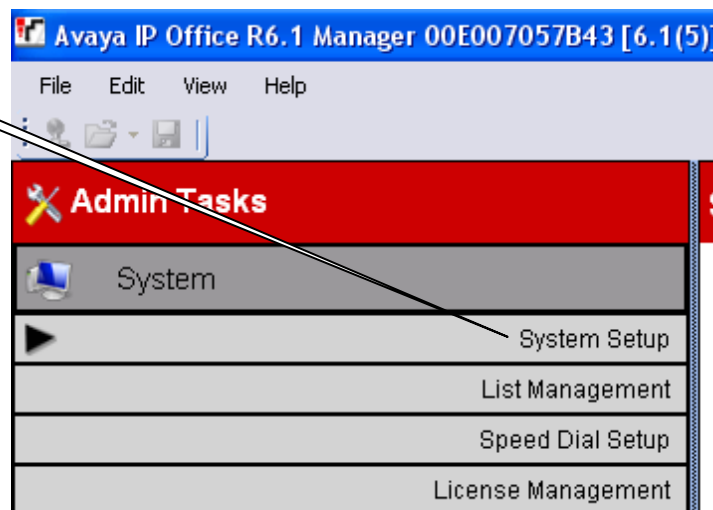 Avaya IP Office R6.1 Manager 00E007057B43 [6.1(5)]
File Edit View Help
Admin Tasks
System
System Setup
List Management
Speed Dial Setup
License Management